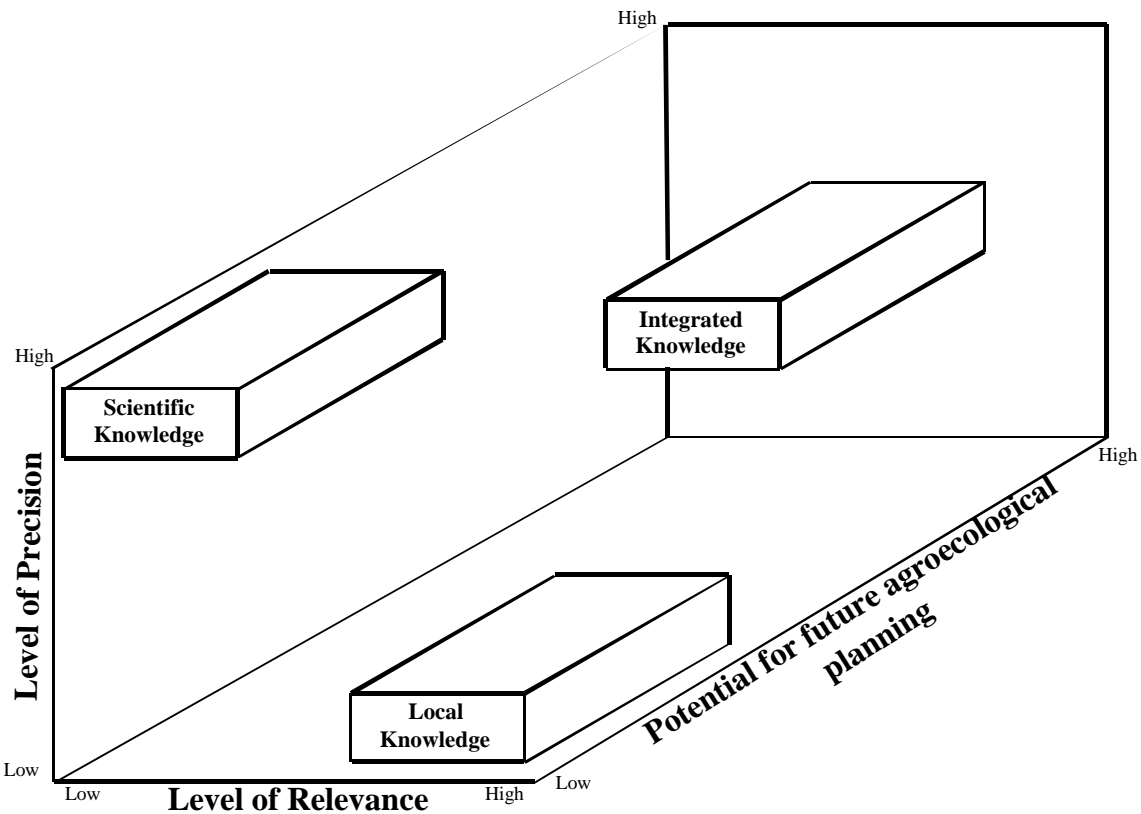 High
High
Integrated
Knowledge
Scientific
Knowledge
High
Level of Precision
Potential for future agroecological
planning
Local
Knowledge
Low
Low
Level of Relevance
High
Low